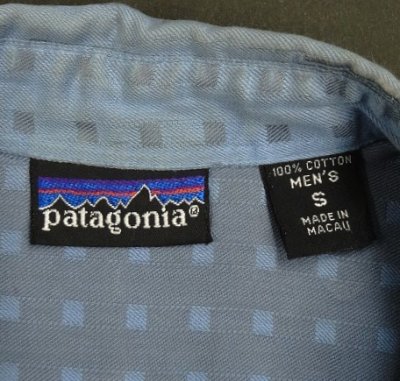 patagonia®
100% COTTON
MEN'S
S
MADE IN
MACAU